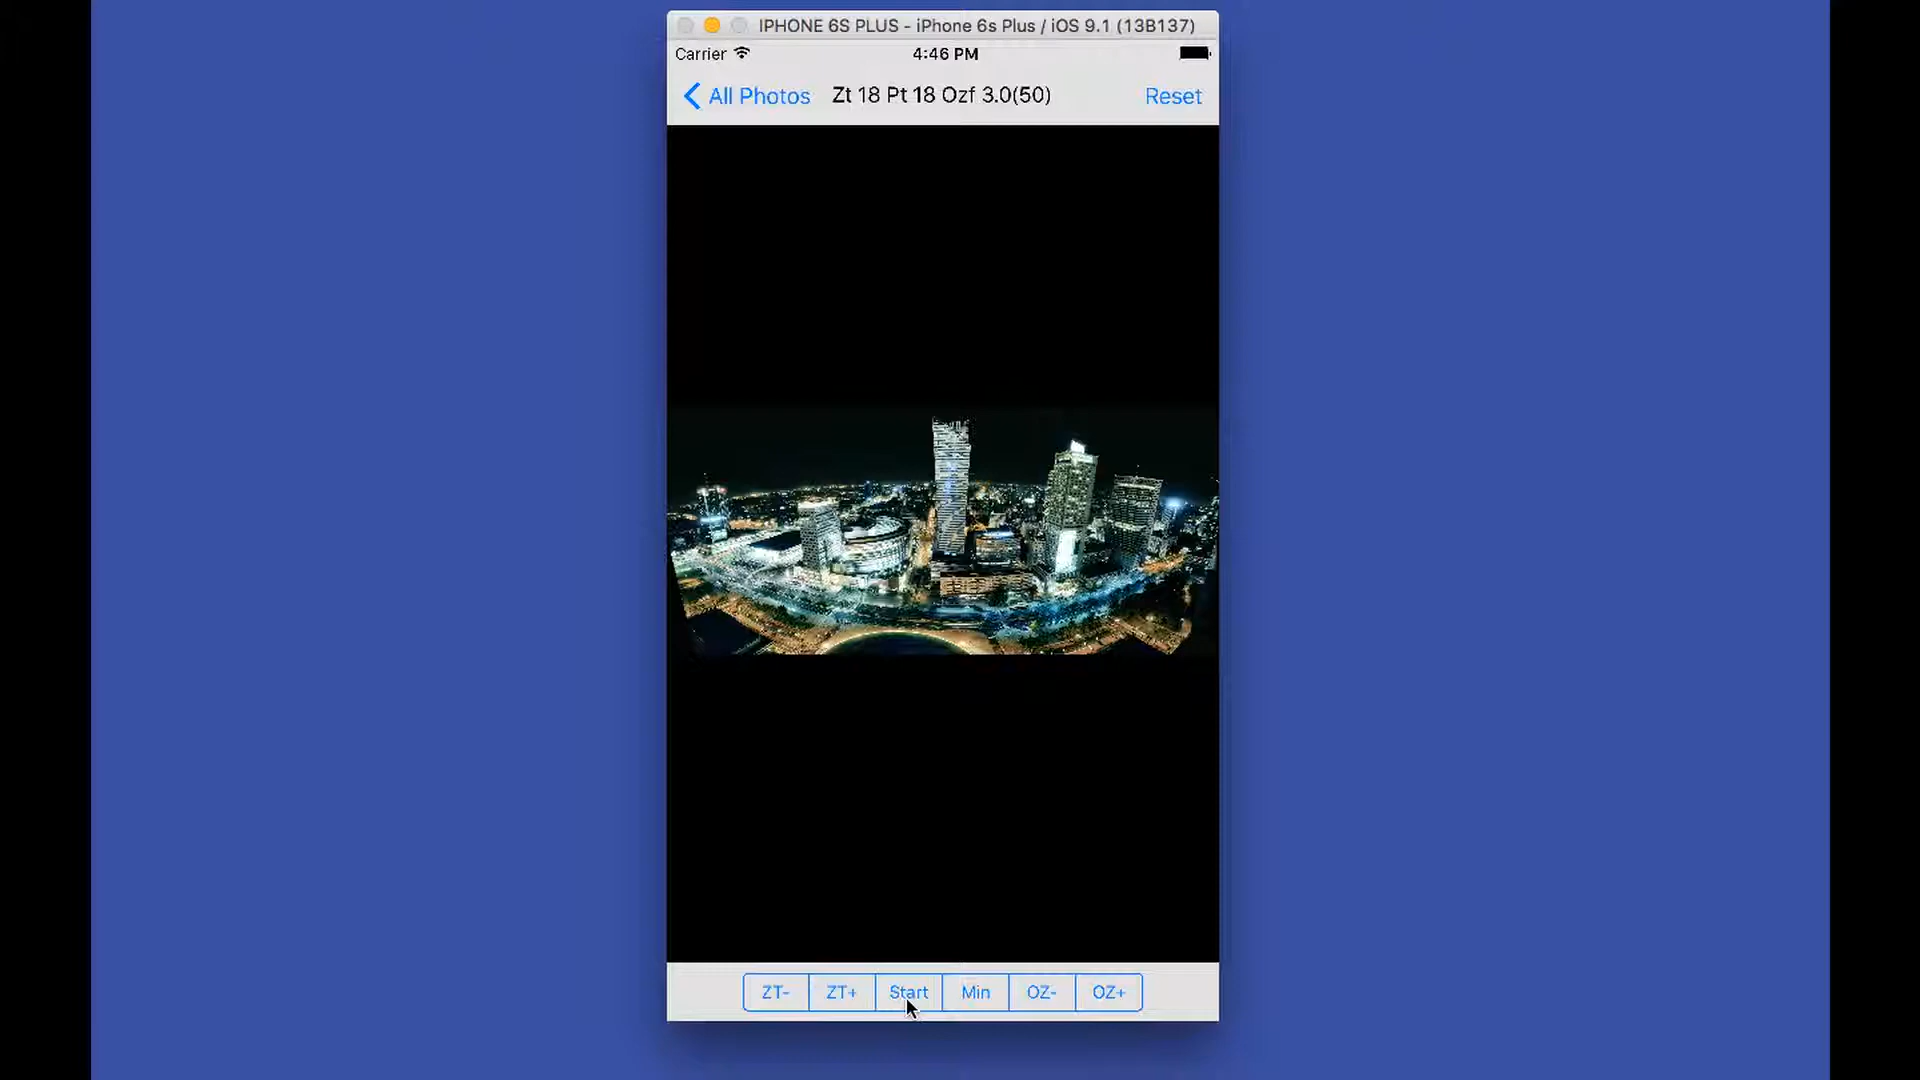 IPHONE 6S PLUS - iPhone 6s Plus / iOS 9.1 (13B137)
Carrier 4:46 PM
All Photos Zt 18 Pt 18 Ozf 3.0(50) Reset
ZT- ZT+ Start Min OZ- OZ+